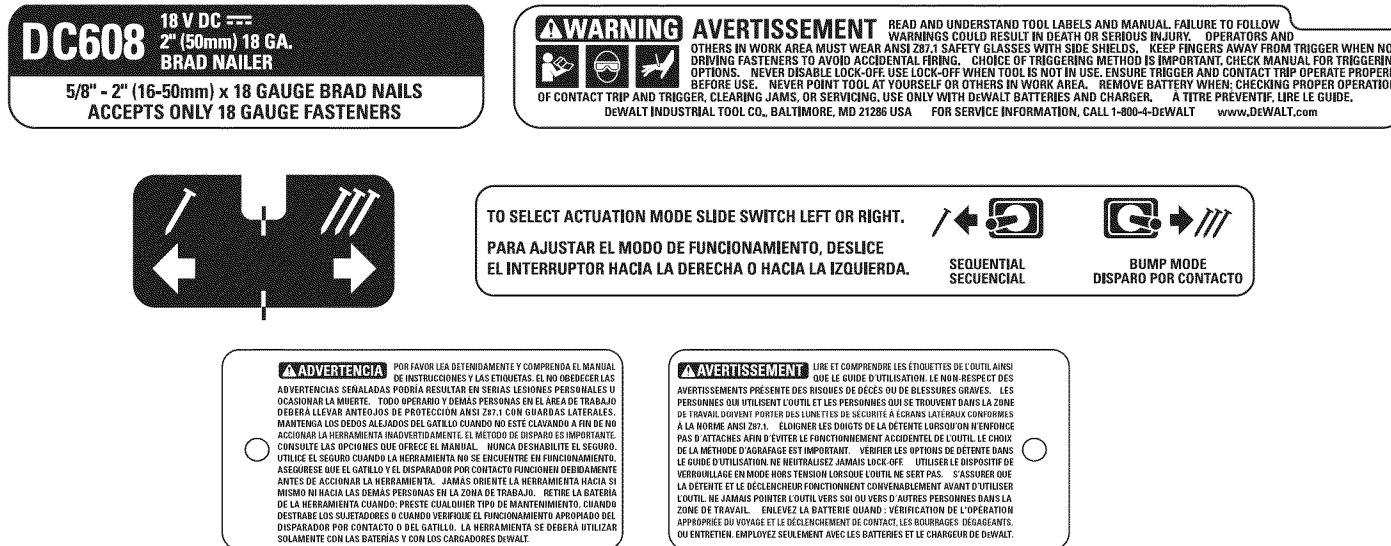 DC608
18 V DC
2" (50mm) 18 GA.
BRAD NAILER
5/8" - 2" (16-50mm) x 18 GAUGE BRAD NAILS
ACCEPTS ONLY 18 GAUGE FASTENERS
WARNING AVERTISSEMENT READ AND UNDERSTAND TOOL LABELS AND MANUAL. FAILURE TO FOLLOW
WARNINGS COULD RESULT IN DEATH OR SERIOUS INJURY. OPERATORS AND
OTHERS IN WORK AREA MUST WEAR ANSI Z87.1 SAFETY GLASSES WITH SIDE SHIELDS. KEEP FINGERS AWAY FROM TRIGGER WHEN NO
DRIVING FASTENERS TO AVOID ACCIDENTAL FIRING. CHOICE OF TRIGGERING METHOD IS IMPORTANT, CHECK MANUAL FOR TRIGGERIN
OPTIONS. NEVER DISABLE LOCK-OFF. USE LOCK-OFF WHEN TOOL IS NOT IN USE. ENSURE TRIGGER AND CONTACT TRIP OPERATE PROPERL
BEFORE USE. NEVER POINT TOOL AT YOURSELF OR OTHERS IN WORK AREA. REMOVE BATTERY WHEN: CHECKING PROPER OPERATION
OF CONTACT TRIP AND TRIGGER, CLEARING JAMS, OR SERVICING. USE ONLY WITH DEWALT BATTERIES AND CHARGER. À TITRE PRÉVENTIF, LIRE LE GUIDE.
DEWALT INDUSTRIAL TOOL CO., BALTIMORE, MD 21286 USA FOR SERVICE INFORMATION, CALL 1-800-4-DEWALT www.DEWALT.com
TO SELECT ACTUATION MODE SLIDE SWITCH LEFT OR RIGHT.
PARA AJUSTAR EL MODO DE FUNCIONAMIENTO, DESLICE
EL INTERRUPTOR HACIA LA DERECHA O HACIA LA IZQUIERDA.
SEQUENTIAL
SECUENCIAL
BUMP MODE
DISPARO POR CONTACTO
ADVERTENCIA POR FAVOR LEA DETENIDAMENTE Y COMPRENDA EL MANUAL
DE INSTRUCCIONES Y LAS ETIQUETAS. EL NO OBEDECER LAS
ADVERTENCIAS SEÑALADAS PODRÍA RESULTAR EN SERIAS LESIONES PERSONALES U
OCASIONAR LA MUERTE. TODO OPERARIO Y DEMÁS PERSONAS EN EL ÁREA DE TRABAJO
DEBERÁ LLEVAR ANTEOJOS DE PROTECCIÓN ANSI Z87.1 CON GUARDAS LATERALES.
MANTENGA LOS DEDOS ALEJADOS DEL GATILLO CUANDO NO ESTÉ CLAVANDO A FIN DE NO
ACCIONAR LA HERRAMIENTA INADVERTIDAMENTE. EL MÉTODO DE DISPARO ES IMPORTANTE.
CONSULTE LAS OPCIONES QUE OFRECE EL MANUAL. NUNCA DESHABILITE EL SEGURO.
UTILICE EL SEGURO CUANDO LA HERRAMIENTA NO SE ENCUENTRE EN FUNCIONAMIENTO.
ASEGÚRESE QUE EL GATILLO Y EL DISPARADOR POR CONTACTO FUNCIONEN DEBIDAMENTE
ANTES DE ACCIONAR LA HERRAMIENTA. JAMÁS ORIENTE LA HERRAMIENTA HACIA SI
MISMO NI HACIA LAS DEMÁS PERSONAS EN LA ZONA DE TRABAJO. RETIRE LA BATERÍA
DE LA HERRAMIENTA CUANDO: PRESTE CUALQUIER TIPO DE MANTENIMIENTO, CUANDO
DESTRABE LOS SUJETADORES O CUANDO VERIFIQUE EL FUNCIONAMIENTO APROPIADO DEL
DISPARADOR POR CONTACTO O DEL GATILLO. LA HERRAMIENTA SE DEBERÁ UTILIZAR
SOLAMENTE CON LAS BATERÍAS Y CON LOS CARGADORES DEWALT.
AVERTISSEMENT LIRE ET COMPRENDRE LES ÉTIQUETTES DE L'OUTIL AINSI
QUE LE GUIDE D'UTILISATION. LE NON-RESPECT DES
AVERTISSEMENTS PRÉSENTE DES RISQUES DE DÉCÈS OU DE BLESSURES GRAVES. LES
PERSONNES QUI UTILISENT L'OUTIL ET LES PERSONNES QUI SE TROUVENT DANS LA ZONE
DE TRAVAIL DOIVENT PORTER DES LUNETTES DE SÉCURITÉ À ÉCRANS LATÉRAUX CONFORMES
À LA NORME ANSI Z87.1. ÉLOIGNER LES DOIGTS DE LA DÉTENTE LORSQU'ON N'ENFONCE
PAS D'ATTACHES AFIN D'ÉVITER LE FONCTIONNEMENT ACCIDENTEL DE L'OUTIL. LE CHOIX
DE LA MÉTHODE D'AGRAFAGE EST IMPORTANT. VÉRIFIER LES OPTIONS DE DÉTENTE DANS
LE GUIDE D'UTILISATION. NE NEUTRALISEZ JAMAIS LOCK-OFF. UTILISER LE DISPOSITIF DE
VERROUILLAGE EN MODE HORS TENSION LORSQUE L'OUTIL NE SERT PAS. S'ASSURER QUE
LA DÉTENTE ET LE DÉCLENCHEUR FONCTIONNENT CONVENABLEMENT AVANT D'UTILISER
L'OUTIL. NE JAMAIS POINTER L'OUTIL VERS SOI OU VERS D'AUTRES PERSONNES DANS LA
ZONE DE TRAVAIL. ENLEVEZ LA BATTERIE QUAND : VÉRIFICATION DE L'OPÉRATION
APPROPRIÉE DU VOYAGE ET LE DÉCLENCHEMENT DE CONTACT, LES BOURRAGES DÉGAGEANTS,
OU ENTRETIEN. EMPLOYEZ SEULEMENT AVEC LES BATTERIES ET LE CHARGEUR DE DEWALT.